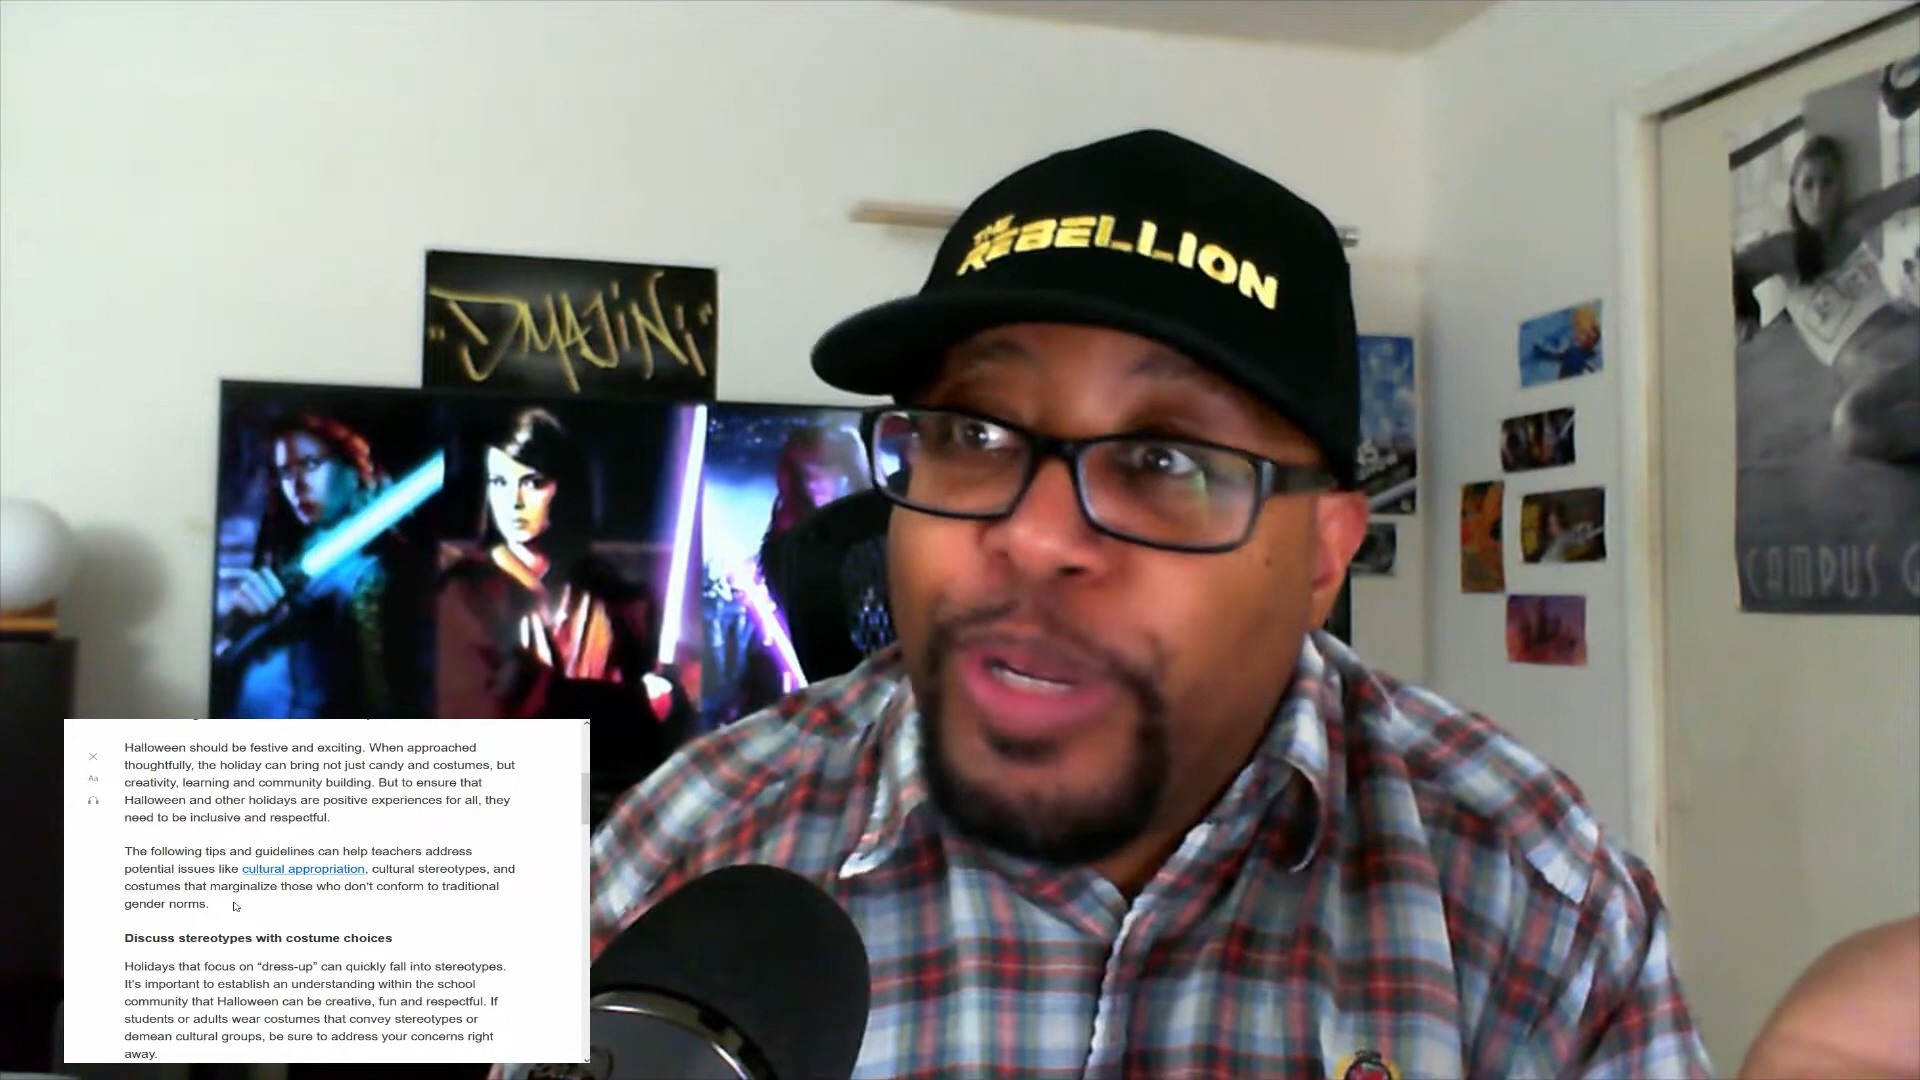 THE
REBELLION
"DMAJiNi"
CAMPUS G
Halloween should be festive and exciting. When approached
thoughtfully, the holiday can bring not just candy and costumes, but
creativity, learning and community building. But to ensure that
Halloween and other holidays are positive experiences for all, they
need to be inclusive and respectful.
The following tips and guidelines can help teachers address
potential issues like cultural appropriation, cultural stereotypes, and
costumes that marginalize those who don't conform to traditional
gender norms.
Discuss stereotypes with costume choices
Holidays that focus on “dress-up” can quickly fall into stereotypes.
It's important to establish an understanding within the school
community that Halloween can be creative, fun and respectful. If
students or adults wear costumes that convey stereotypes or
demean cultural groups, be sure to address your concerns right
away.
Aa